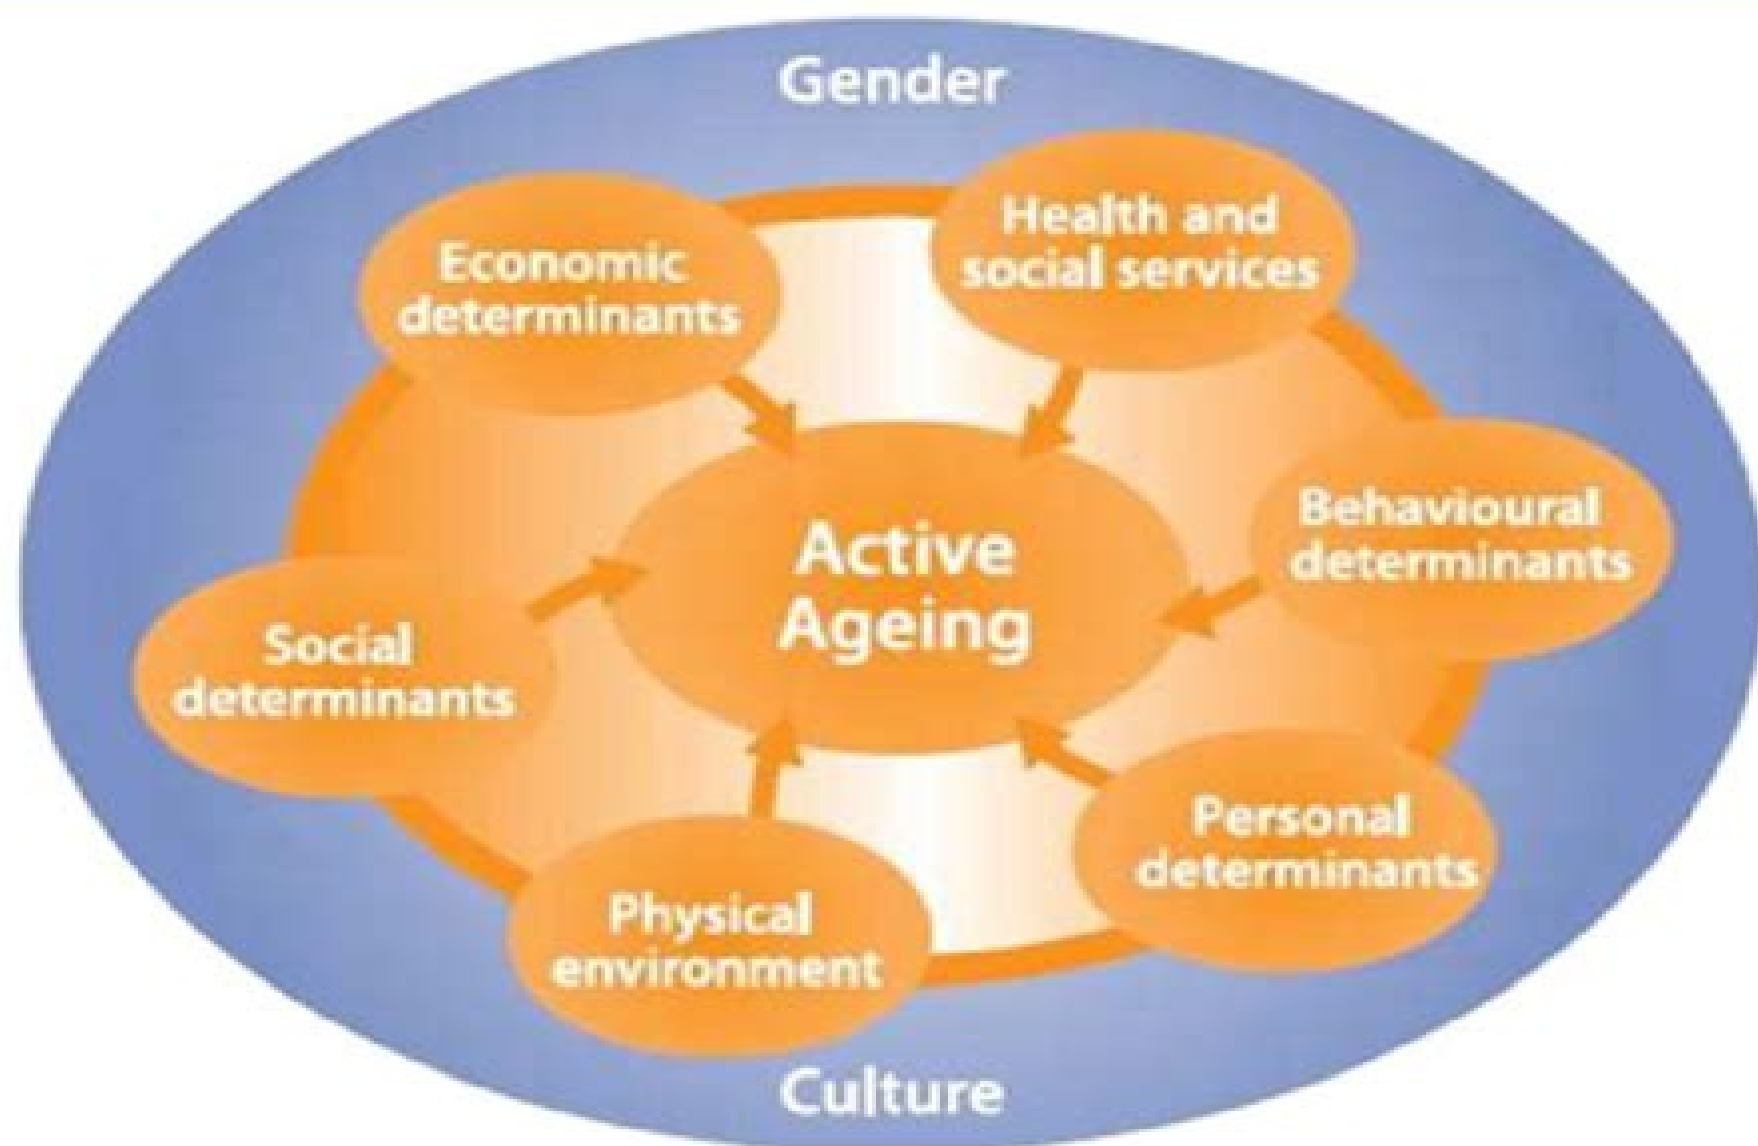 Gender
Health and
social services
Economic
determinants
Behavioural
determinants
Active
Ageing
Social
determinants
Personal
determinants
Physical
environment
Culture